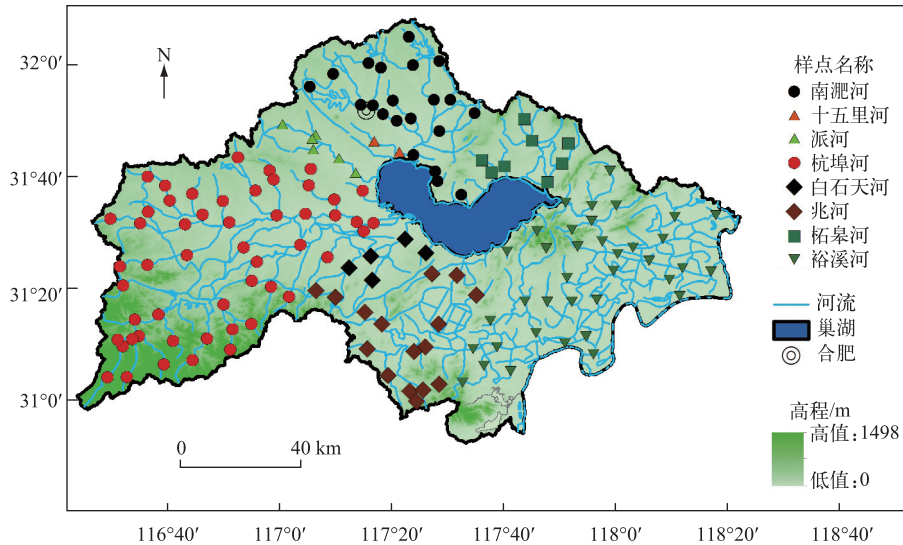 32°0′
31°40′
31°20′
31°0′
N
0
40 km
116°40′
117°0′
117°20′
117°40′
118°0′
118°20′
118°40′
样点名称
南淝河
十五里河
派河
杭埠河
白石天河
兆河
柘皋河
裕溪河
河流
巢湖
合肥
高程/m
高值:1498
低值:0